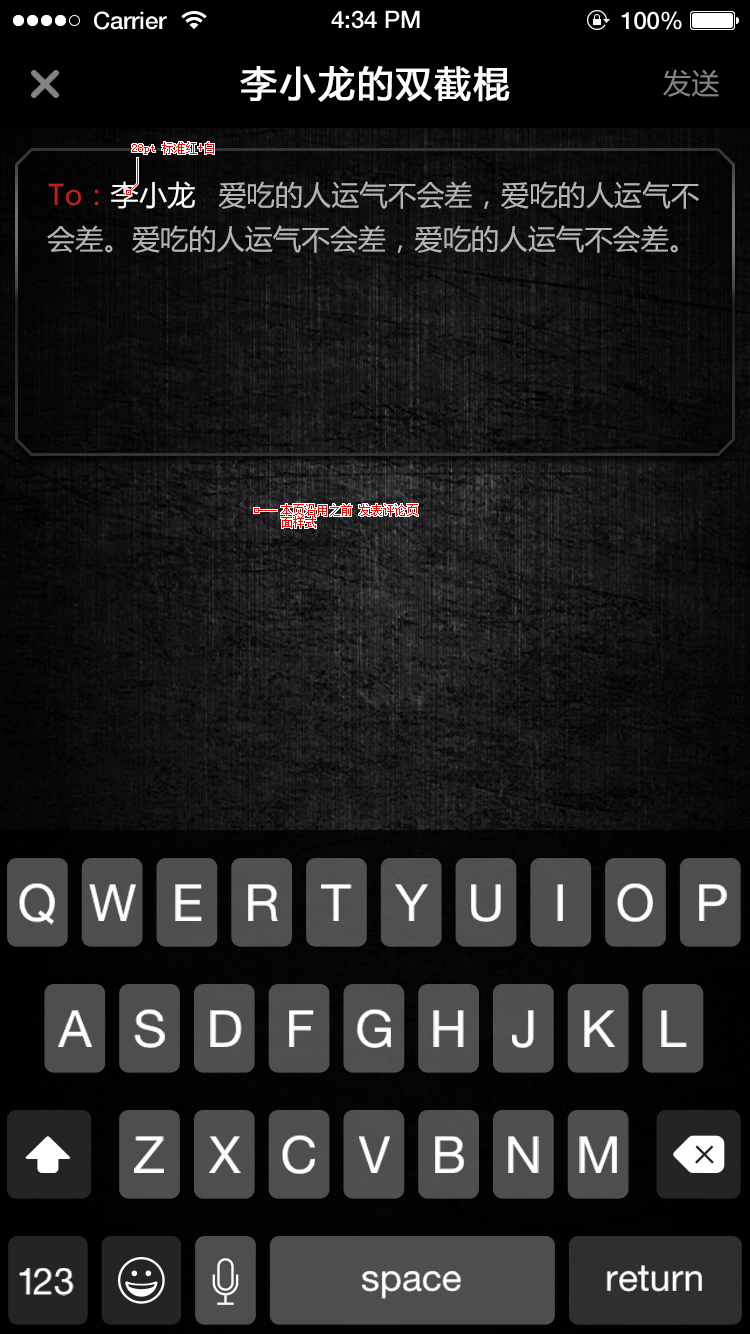 Carrier 4:34 PM 100%
李小龙的双截棍 发送
28pt 标准红+白
To：李小龙 爱吃的人运气不会差，爱吃的人运气不
会差。爱吃的人运气不会差，爱吃的人运气不会差。
本页沿用之前 发表评论页
面样式
Q W E R T Y U I O P
A S D F G H J K L
Z X C V B N M
123 space return